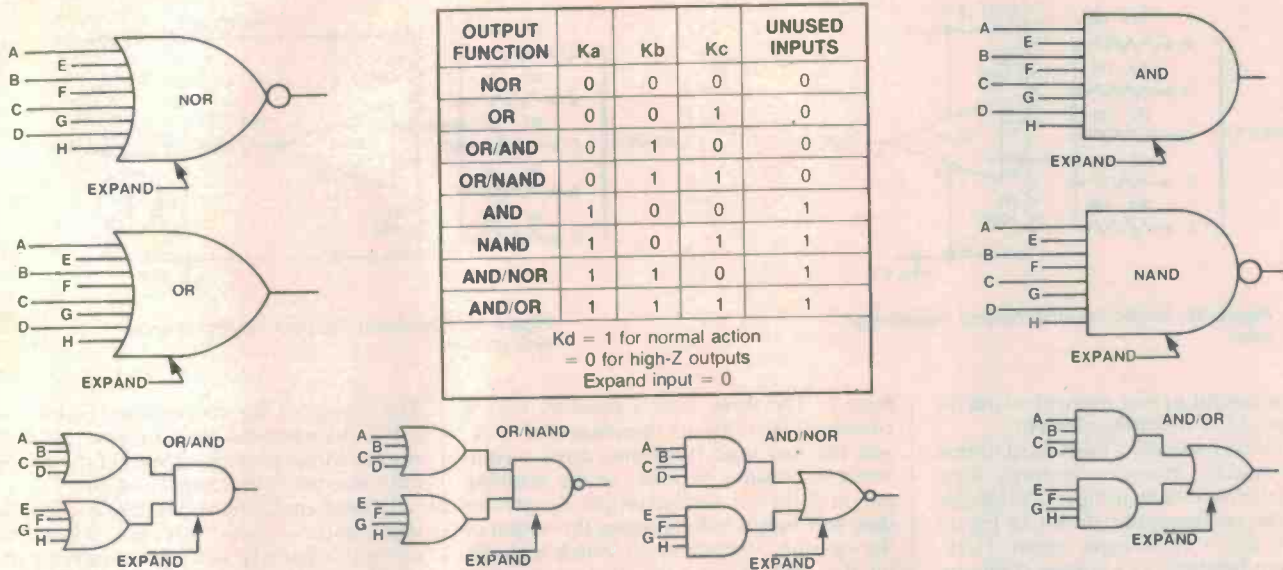 A
E
B
F
C
G
D
H
NOR
EXPAND
A
E
B
F
C
G
D
H
OR
EXPAND
OUTPUT FUNCTION Ka Kb Kc UNUSED INPUTS
NOR 0 0 0 0
OR 0 0 1 0
OR/AND 0 1 0 0
OR/NAND 0 1 1 0
AND 1 0 0 1
NAND 1 0 1 1
AND/NOR 1 1 0 1
AND/OR 1 1 1 1
Kd = 1 for normal action
= 0 for high-Z outputs
Expand input = 0
A
E
B
F
C
G
D
H
AND
EXPAND
A
E
B
F
C
G
D
H
NAND
EXPAND
OR/AND
A
B
C
D
E
F
G
H
EXPAND
OR/NAND
A
B
C
D
E
F
G
H
EXPAND
AND/NOR
A
B
C
D
E
F
G
H
EXPAND
AND/OR
A
B
C
D
E
F
G
H
EXPAND